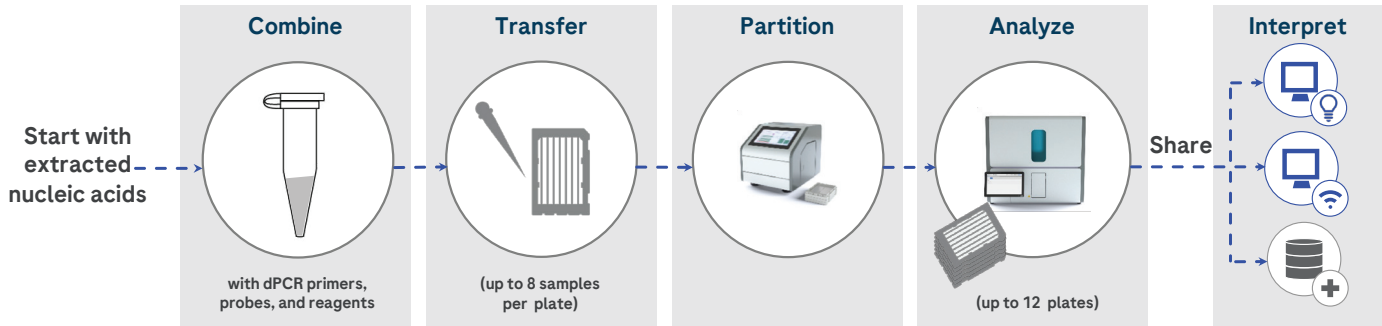 Start with
extracted
nucleic acids
Combine
with dPCR primers,
probes, and reagents
Transfer
(up to 8 samples
per plate)
Partition
Analyze
(up to 12 plates)
Share
Interpret